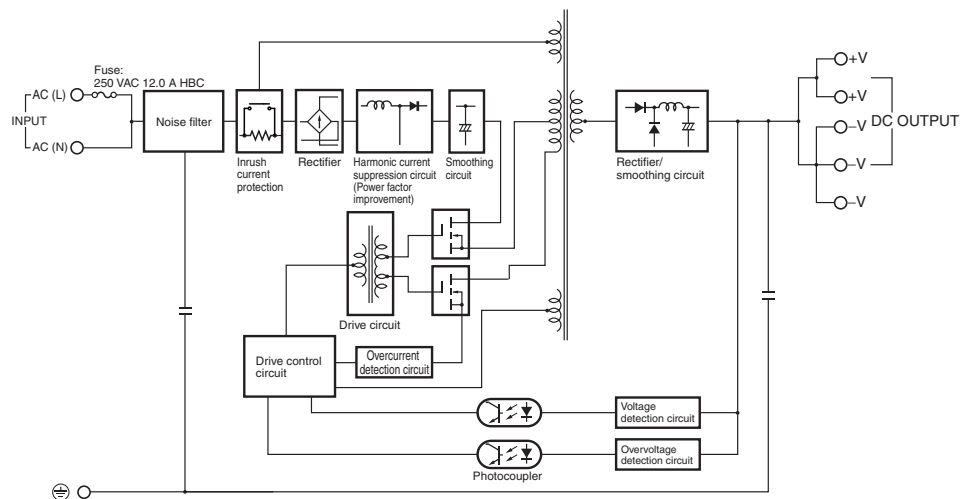 Fuse:
250 VAC 12.0 A HBC
AC (L)
INPUT
AC (N)
Noise filter
Inrush
current
protection
Rectifier
Harmonic current
suppression circuit
(Power factor
improvement)
Smoothing
circuit
Rectifier/
smoothing circuit
+V
+V
DC OUTPUT
–V
–V
–V
Drive circuit
Drive control
circuit
Overcurrent
detection circuit
Voltage
detection circuit
Overvoltage
detection circuit
Photocoupler